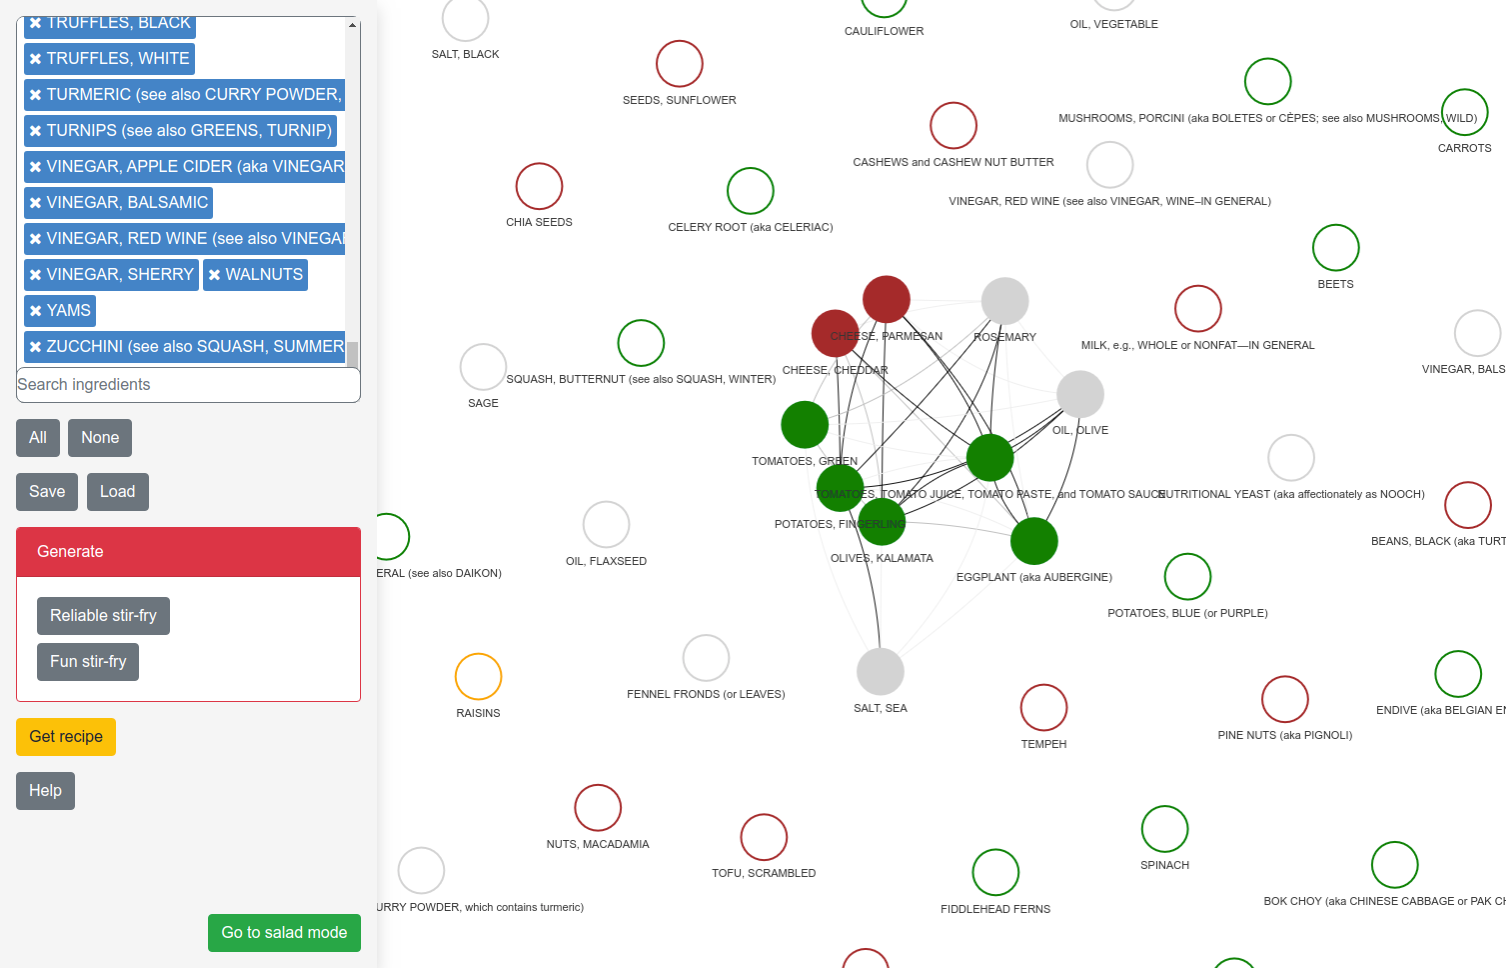 ✖ TRUFFLES, BLACK
✖ TRUFFLES, WHITE
✖ TURMERIC (see also CURRY POWDER,
✖ TURNIPS (see also GREENS, TURNIP)
✖ VINEGAR, APPLE CIDER (aka VINEGAR
✖ VINEGAR, BALSAMIC
✖ VINEGAR, RED WINE (see also VINEGAR
✖ VINEGAR, SHERRY ✖ WALNUTS
✖ YAMS
✖ ZUCCHINI (see also SQUASH, SUMMER
Search ingredients
All None
Save Load
Generate
Reliable stir-fry
Fun stir-fry
Get recipe
Help
Go to salad mode
SALT, BLACK
CAULIFLOWER
OIL, VEGETABLE
SEEDS, SUNFLOWER
MUSHROOMS, PORCINI (aka BOLETES or CÈPES; see also MUSHROOMS, WILD)
CARROTS
CASHEWS and CASHEW NUT BUTTER
VINEGAR, RED WINE (see also VINEGAR, WINE–IN GENERAL)
CHIA SEEDS
CELERY ROOT (aka CELERIAC)
BEETS
CHEESE, PARMESAN
ROSEMARY
MILK, e.g., WHOLE or NONFAT—IN GENERAL
CHEESE, CHEDDAR
VINEGAR, BALS
SQUASH, BUTTERNUT (see also SQUASH, WINTER)
SAGE
OIL, OLIVE
TOMATOES, GREEN
TOMATOES, TOMATO JUICE, TOMATO PASTE, and TOMATO SAUCE
NUTRITIONAL YEAST (aka affectionately as NOOCH)
POTATOES, FINGERLING
BEANS, BLACK (aka TURT
OLIVES, KALAMATA
OIL, FLAXSEED
ERAL (see also DAIKON)
EGGPLANT (aka AUBERGINE)
POTATOES, BLUE (or PURPLE)
FENNEL FRONDS (or LEAVES)
RAISINS
SALT, SEA
ENDIVE (aka BELGIAN EN
PINE NUTS (aka PIGNOLI)
TEMPEH
NUTS, MACADAMIA
TOFU, SCRAMBLED
SPINACH
BOK CHOY (aka CHINESE CABBAGE or PAK CH
URRY POWDER, which contains turmeric)
FIDDLEHEAD FERNS